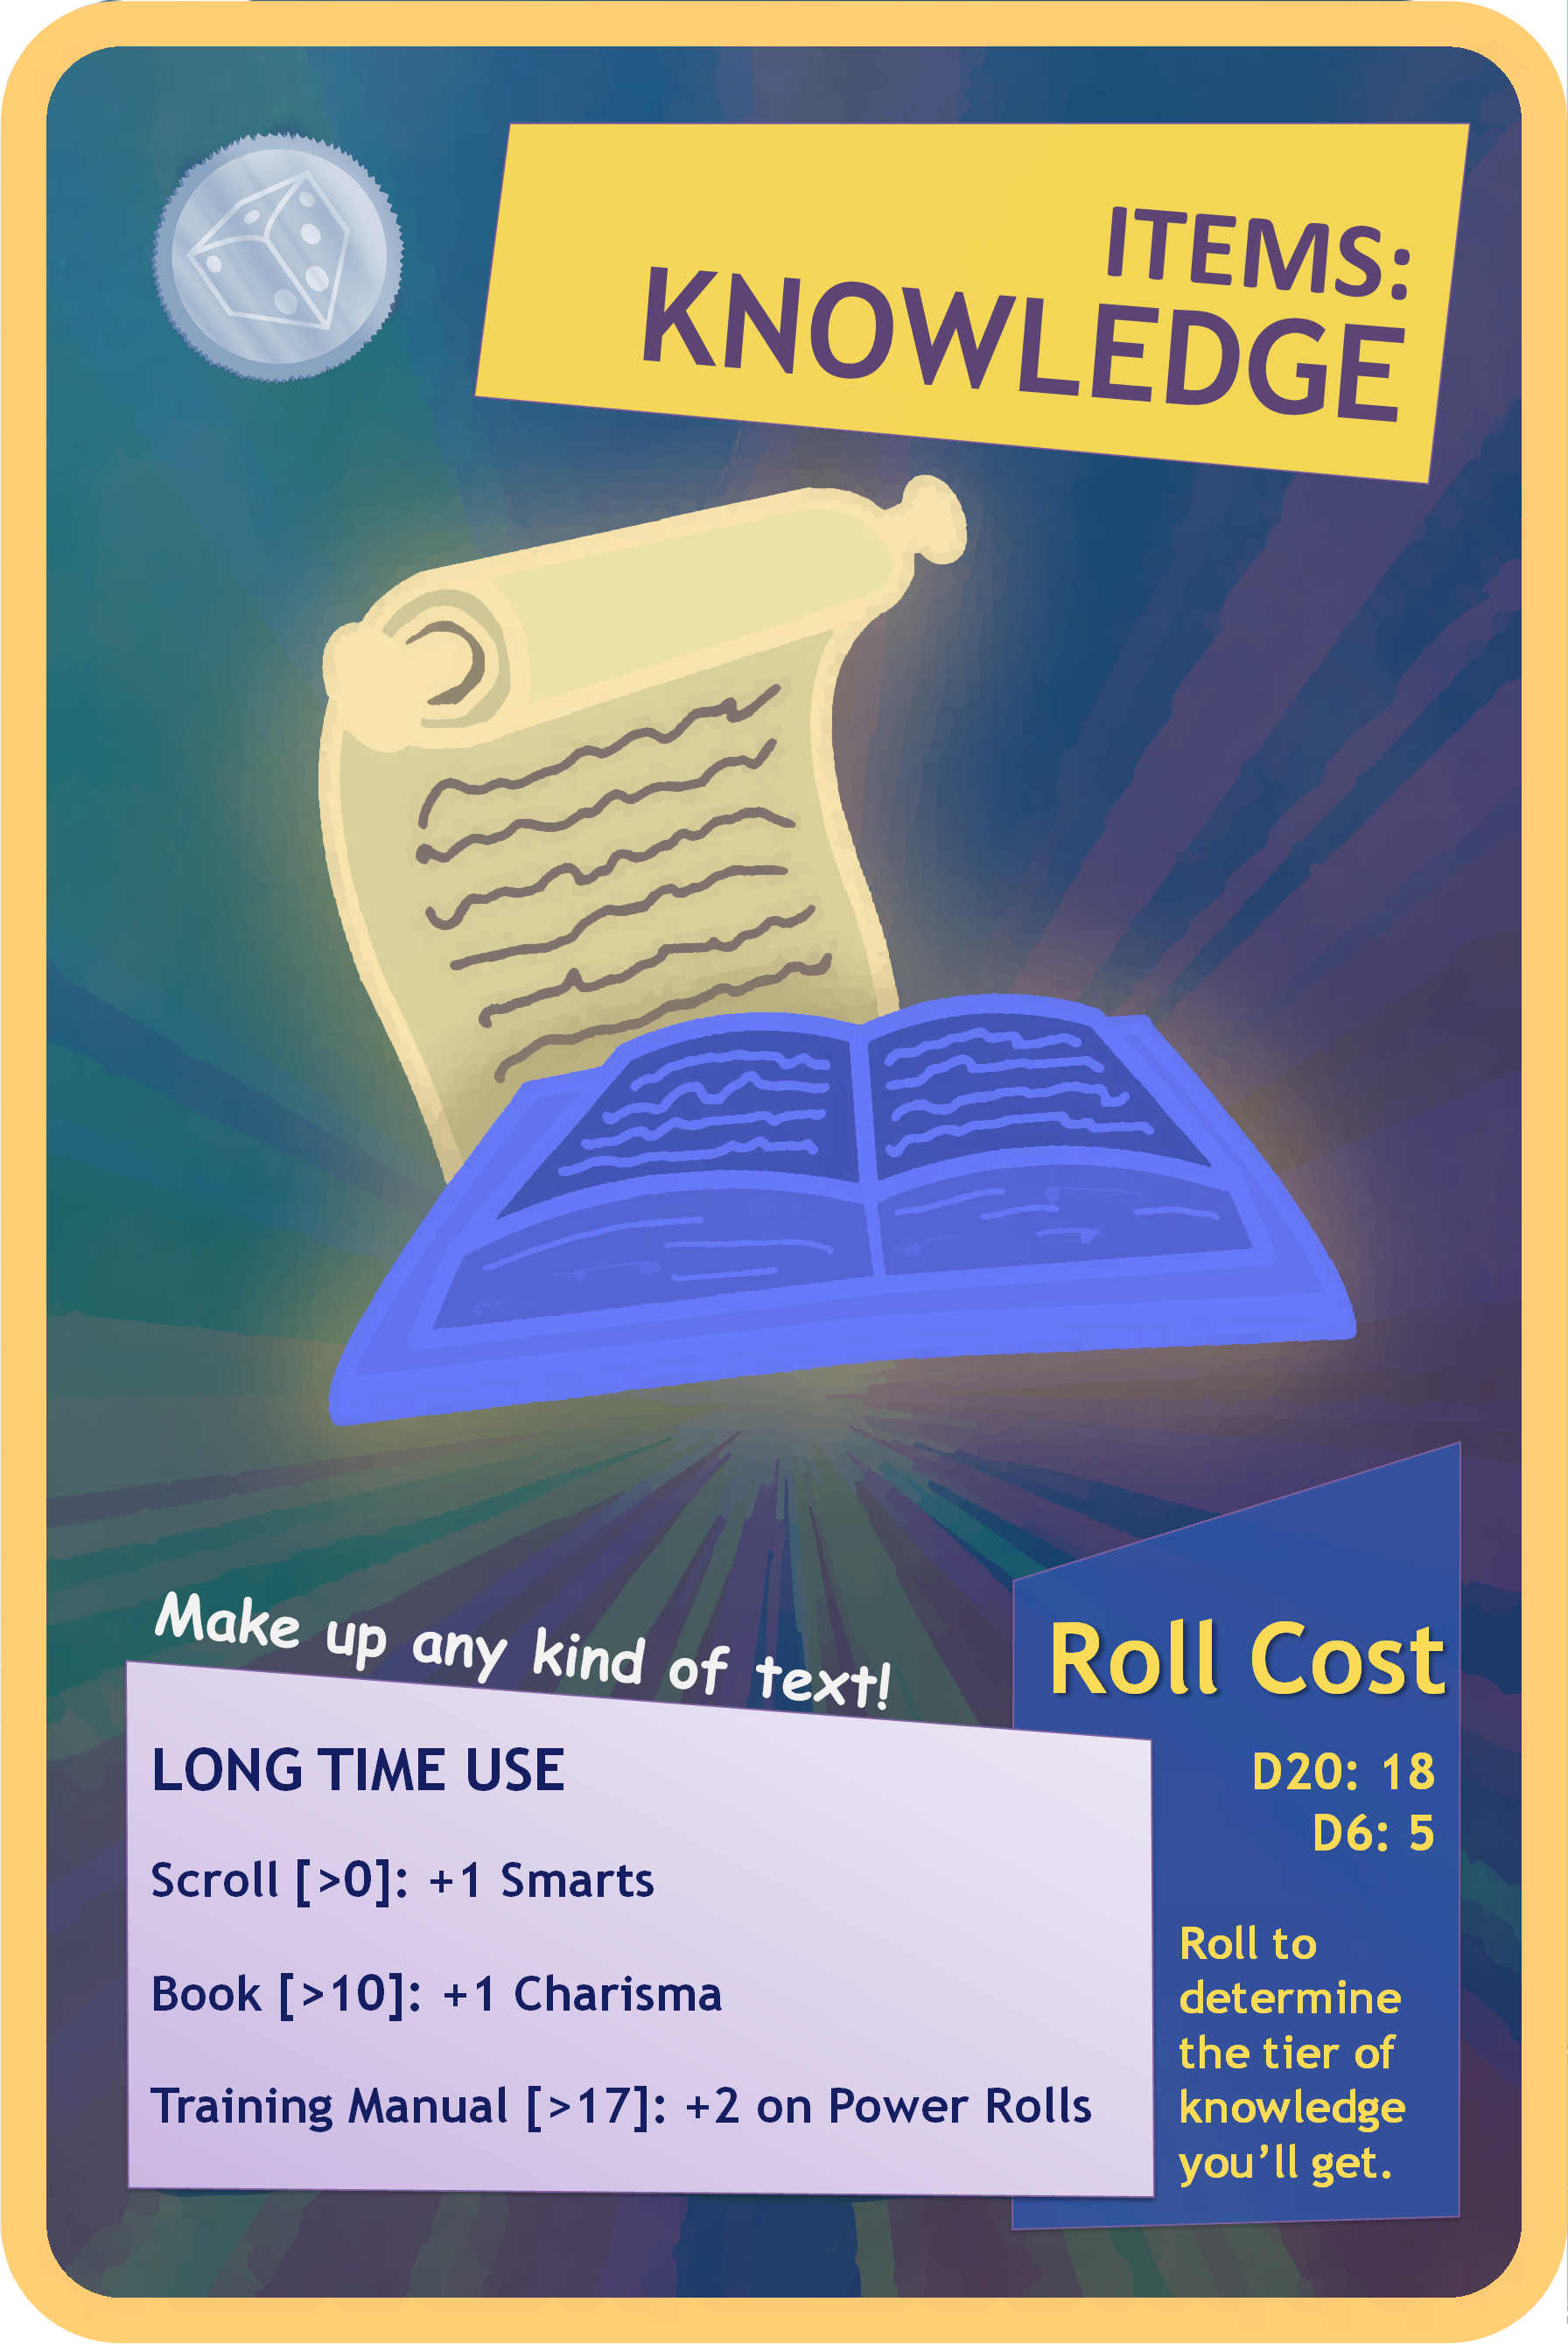 ITEMS:
KNOWLEDGE
Make up any kind of text!
LONG TIME USE
Scroll [>0]: +1 Smarts
Book [>10]: +1 Charisma
Training Manual [>17]: +2 on Power Rolls
Roll Cost
D20: 18
D6: 5
Roll to
determine
the tier of
knowledge
you’ll get.